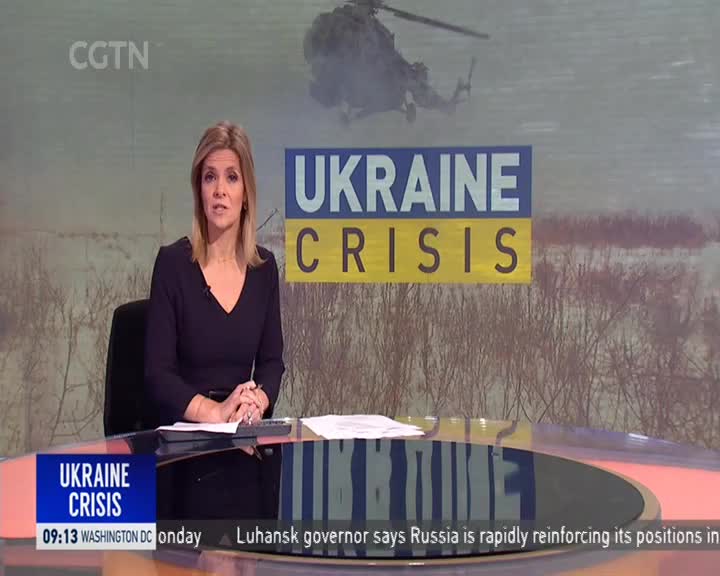 CGTN
UKRAINE
CRISIS
UKRAINE
CRISIS
09:13 WASHINGTON DC
onday Luhansk governor says Russia is rapidly reinforcing its positions in